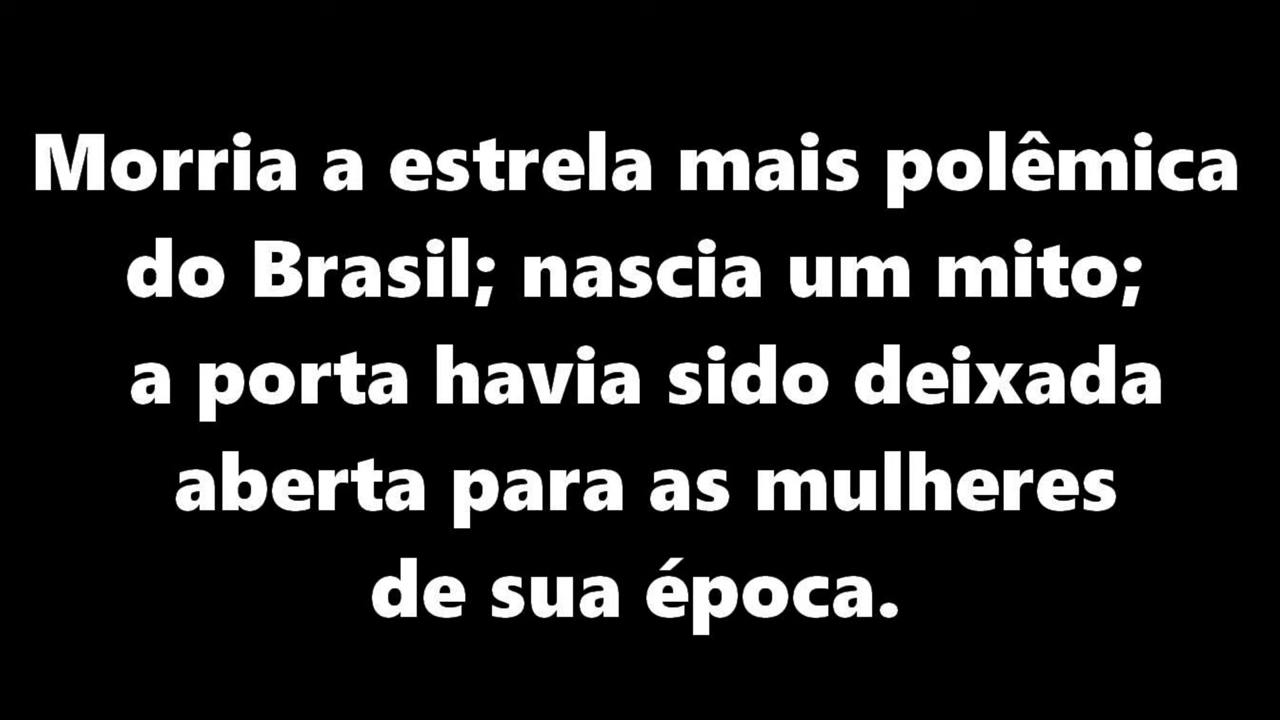 Morria a estrela mais polêmica
do Brasil; nascia um mito;
a porta havia sido deixada
aberta para as mulheres
de sua época.